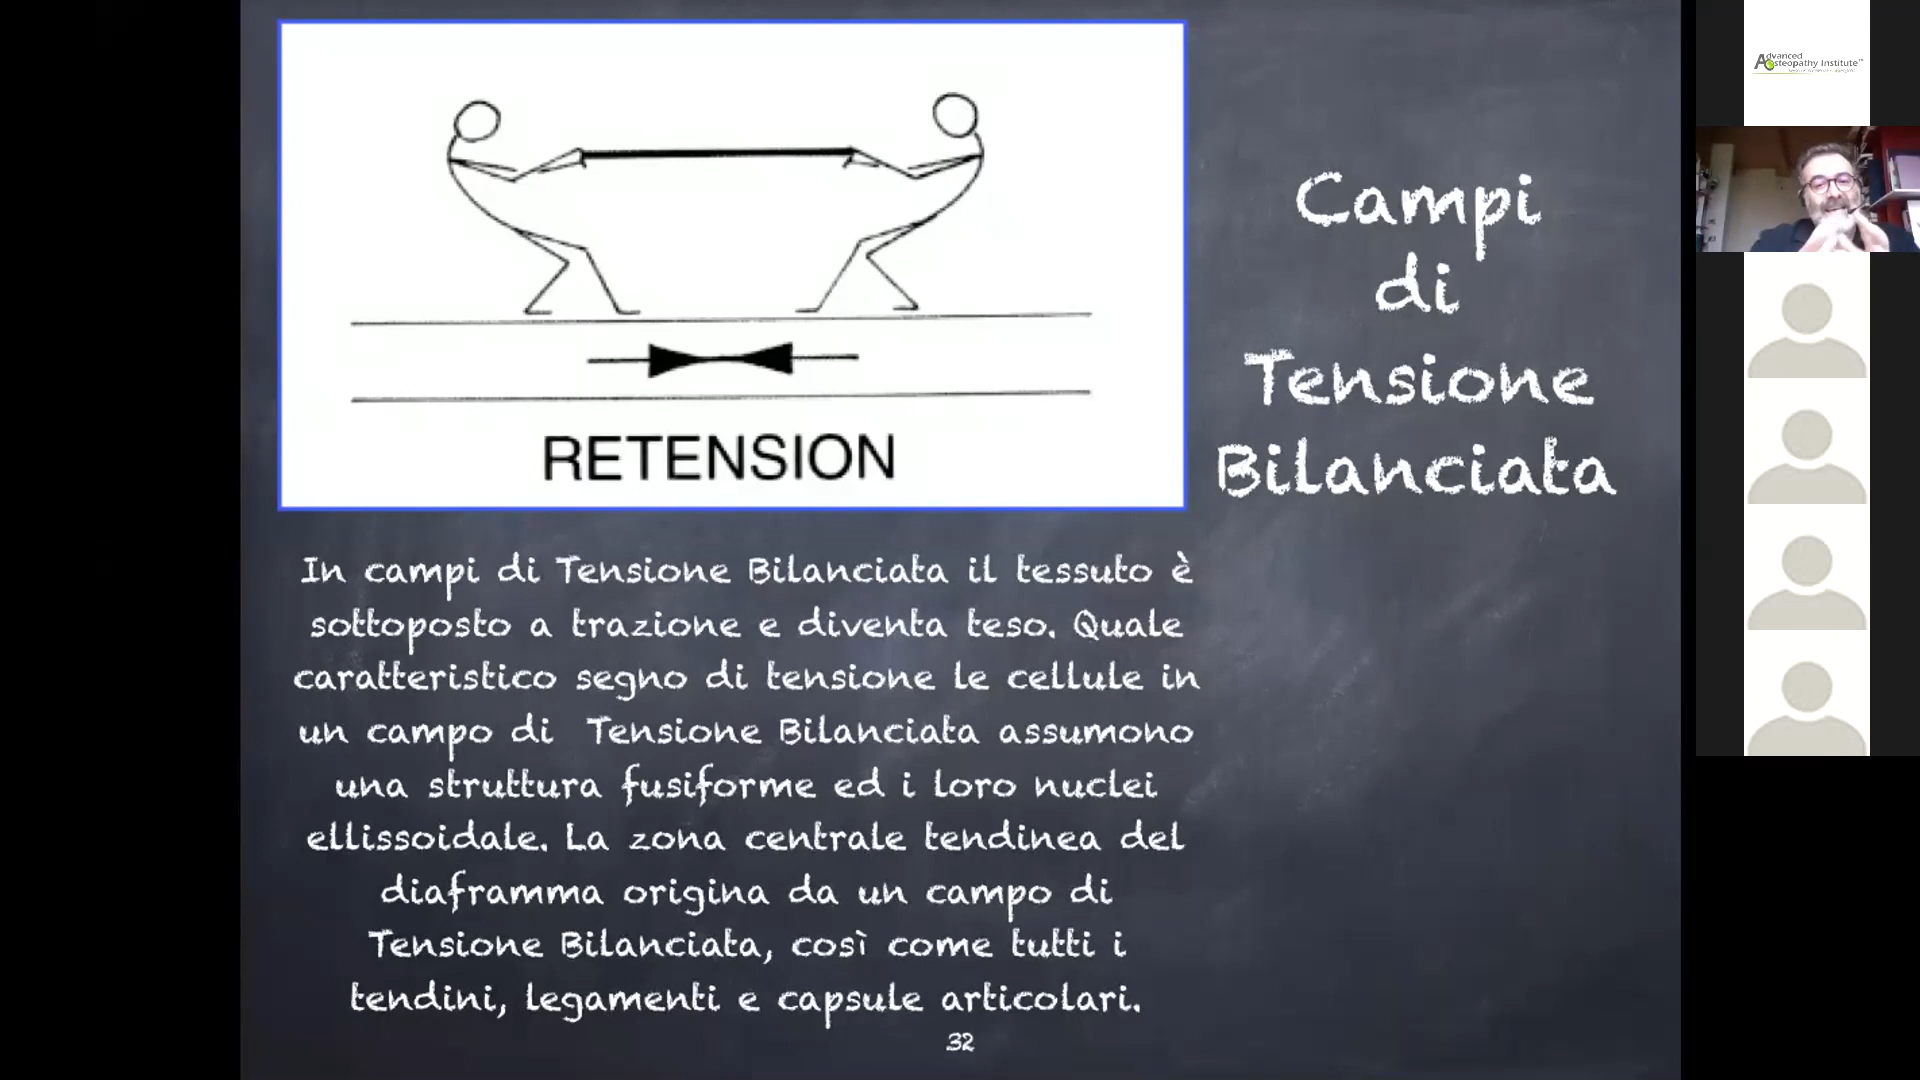 RETENSION
Campi
di
Tensione
Bilanciata
In campi di Tensione Bilanciata il tessuto è
sottoposto a trazione e diventa teso. Quale
caratteristico segno di tensione le cellule in
un campo di Tensione Bilanciata assumono
una struttura fusiforme ed i loro nuclei
ellissoidale. La zona centrale tendinea del
diaframma origina da un campo di
Tensione Bilanciata, così come tutti i
tendini, legamenti e capsule articolari.
32
Advanced
Osteopathy Institute™